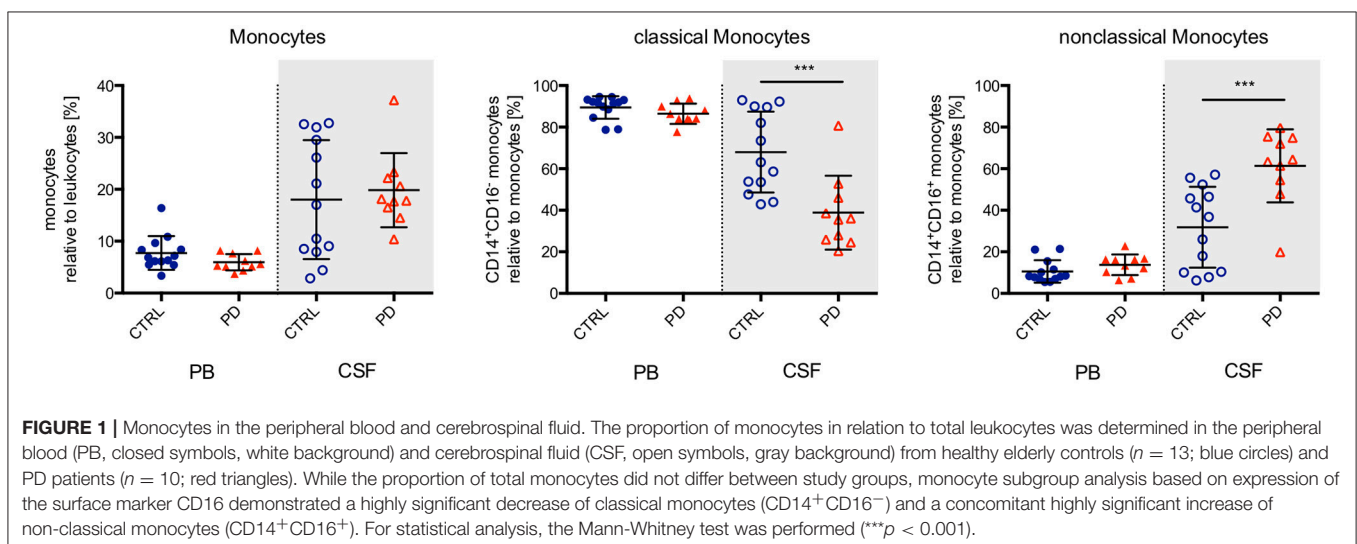 Monocytes
monocytes
relative to leukocytes [%]
40
30
20
10
0
CTRL
PD
CTRL
PD
PB
CSF
classical Monocytes
CD14+CD16- monocytes
relative to monocytes [%]
100
80
60
40
20
0
***
CTRL
PD
CTRL
PD
PB
CSF
nonclassical Monocytes
CD14+CD16+ monocytes
relative to monocytes [%]
100
80
60
40
20
0
***
CTRL
PD
CTRL
PD
PB
CSF
FIGURE 1 | Monocytes in the peripheral blood and cerebrospinal fluid. The proportion of monocytes in relation to total leukocytes was determined in the peripheral
blood (PB, closed symbols, white background) and cerebrospinal fluid (CSF, open symbols, gray background) from healthy elderly controls (n = 13; blue circles) and
PD patients (n = 10; red triangles). While the proportion of total monocytes did not differ between study groups, monocyte subgroup analysis based on expression of
the surface marker CD16 demonstrated a highly significant decrease of classical monocytes (CD14+CD16−) and a concomitant highly significant increase of
non-classical monocytes (CD14+CD16+). For statistical analysis, the Mann-Whitney test was performed (***p < 0.001).